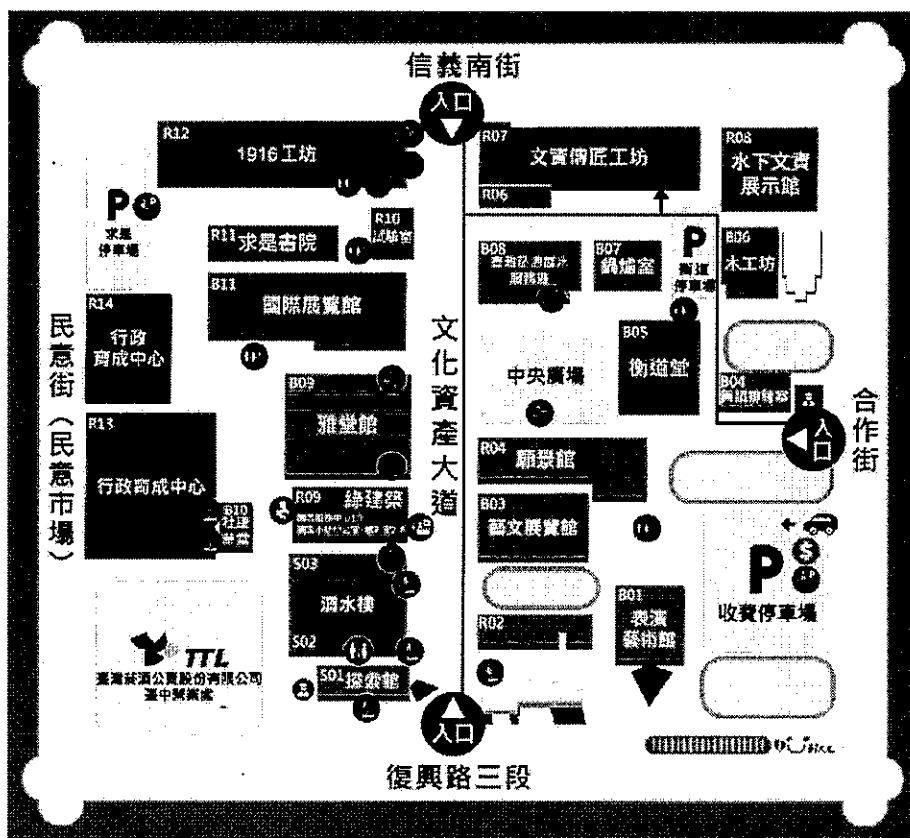 信義南街
入口
R12
1916工坊
R07
文資傳匠工坊
R06
R08
水下文資
展示館
P
求是
停車場
R11
求是書院
R10
試驗室
B08
B07
鍋爐室
P
衡道
停車場
B06
木工坊
B11
國際展覽館
R14
行政
育成中心
民意街（民意市場）
文化資產大道
中央廣場
B05
衡道堂
B04
合作街
入口
B09
雅堂館
R13
行政育成中心
B10
R04
願景館
R09
綠建築
B03
藝文展覽館
P
$
收費停車場
S03
酒水樓
S02
R02
B01
表演
藝術館
TTL
臺灣菸酒公賣股份有限公司
臺中營業處
S01
探索館
入口
復興路三段